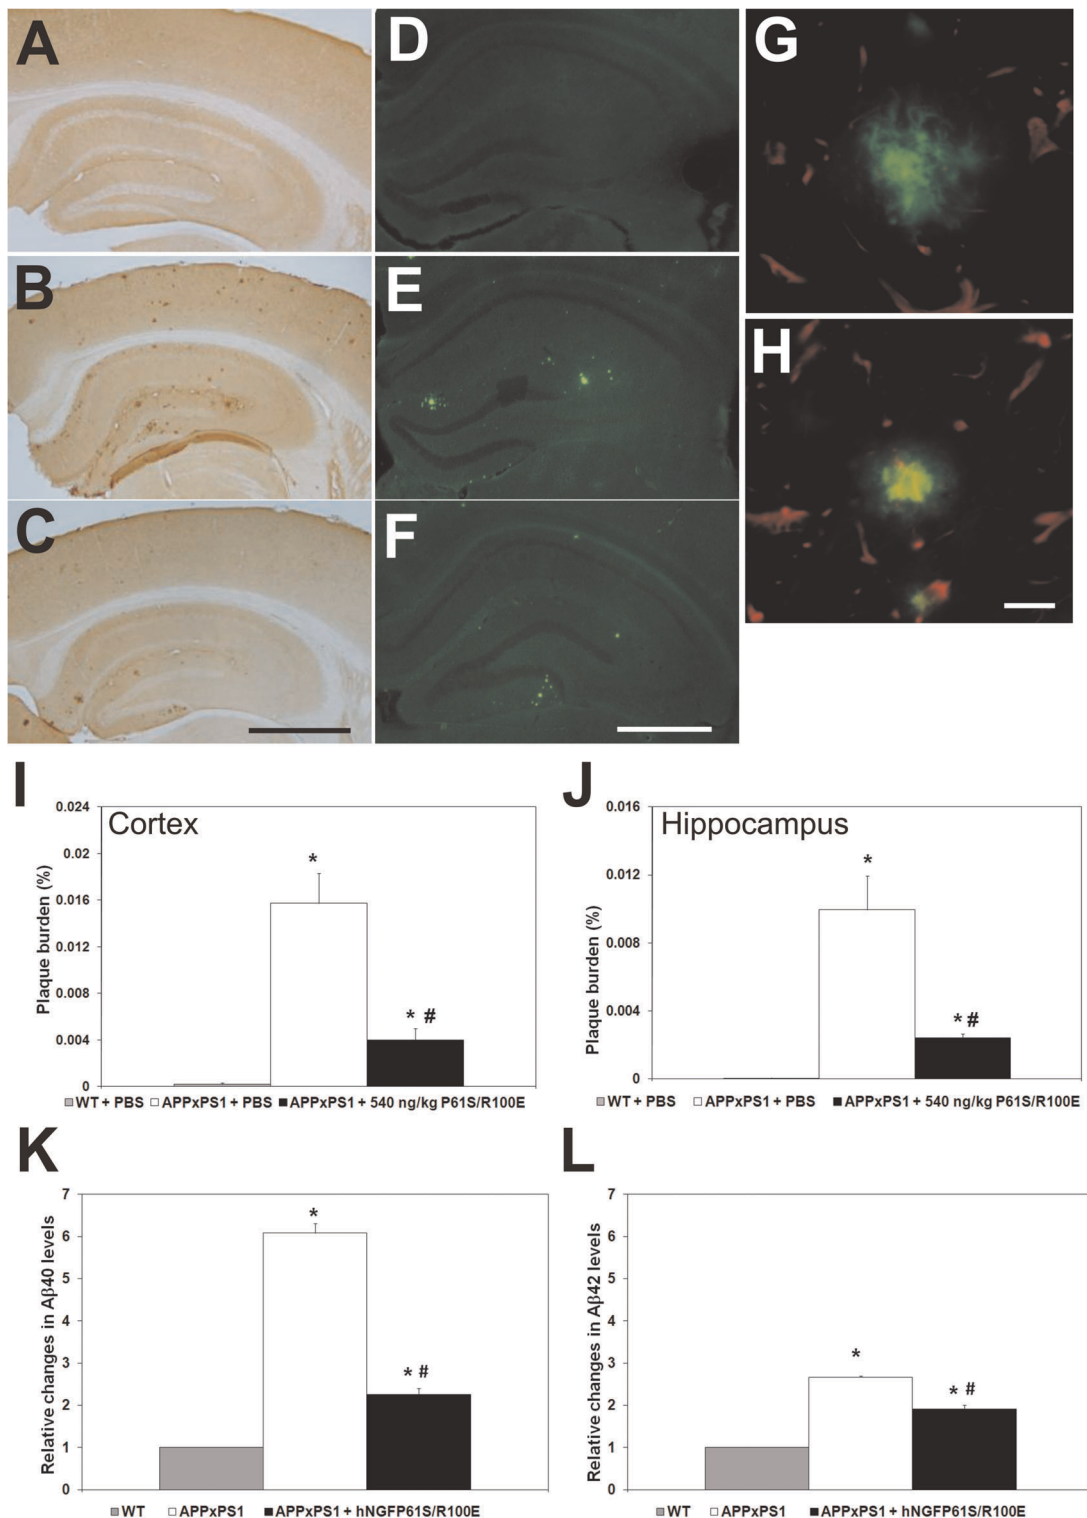 A
D
G
B
E
H
C
F
I
J
0.024
0.02
0.016
0.012
0.008
0.004
0
Plaque burden (%)
Cortex
*
* #
WT + PBS APPxPS1 + PBS APPxPS1 + 540 ng/kg P61S/R100E
0.016
0.012
0.008
0.004
0
Plaque burden (%)
Hippocampus
*
* #
WT + PBS APPxPS1 + PBS APPxPS1 + 540 ng/kg P61S/R100E
K
L
7
6
5
4
3
2
1
0
Relative changes in Aβ40 levels
*
* #
WT APPxPS1 APPxPS1 + hNGFP61S/R100E
7
6
5
4
3
2
1
0
Relative changes in Aβ42 levels
*
* #
WT APPxPS1 APPxPS1 + hNGFP61S/R100E